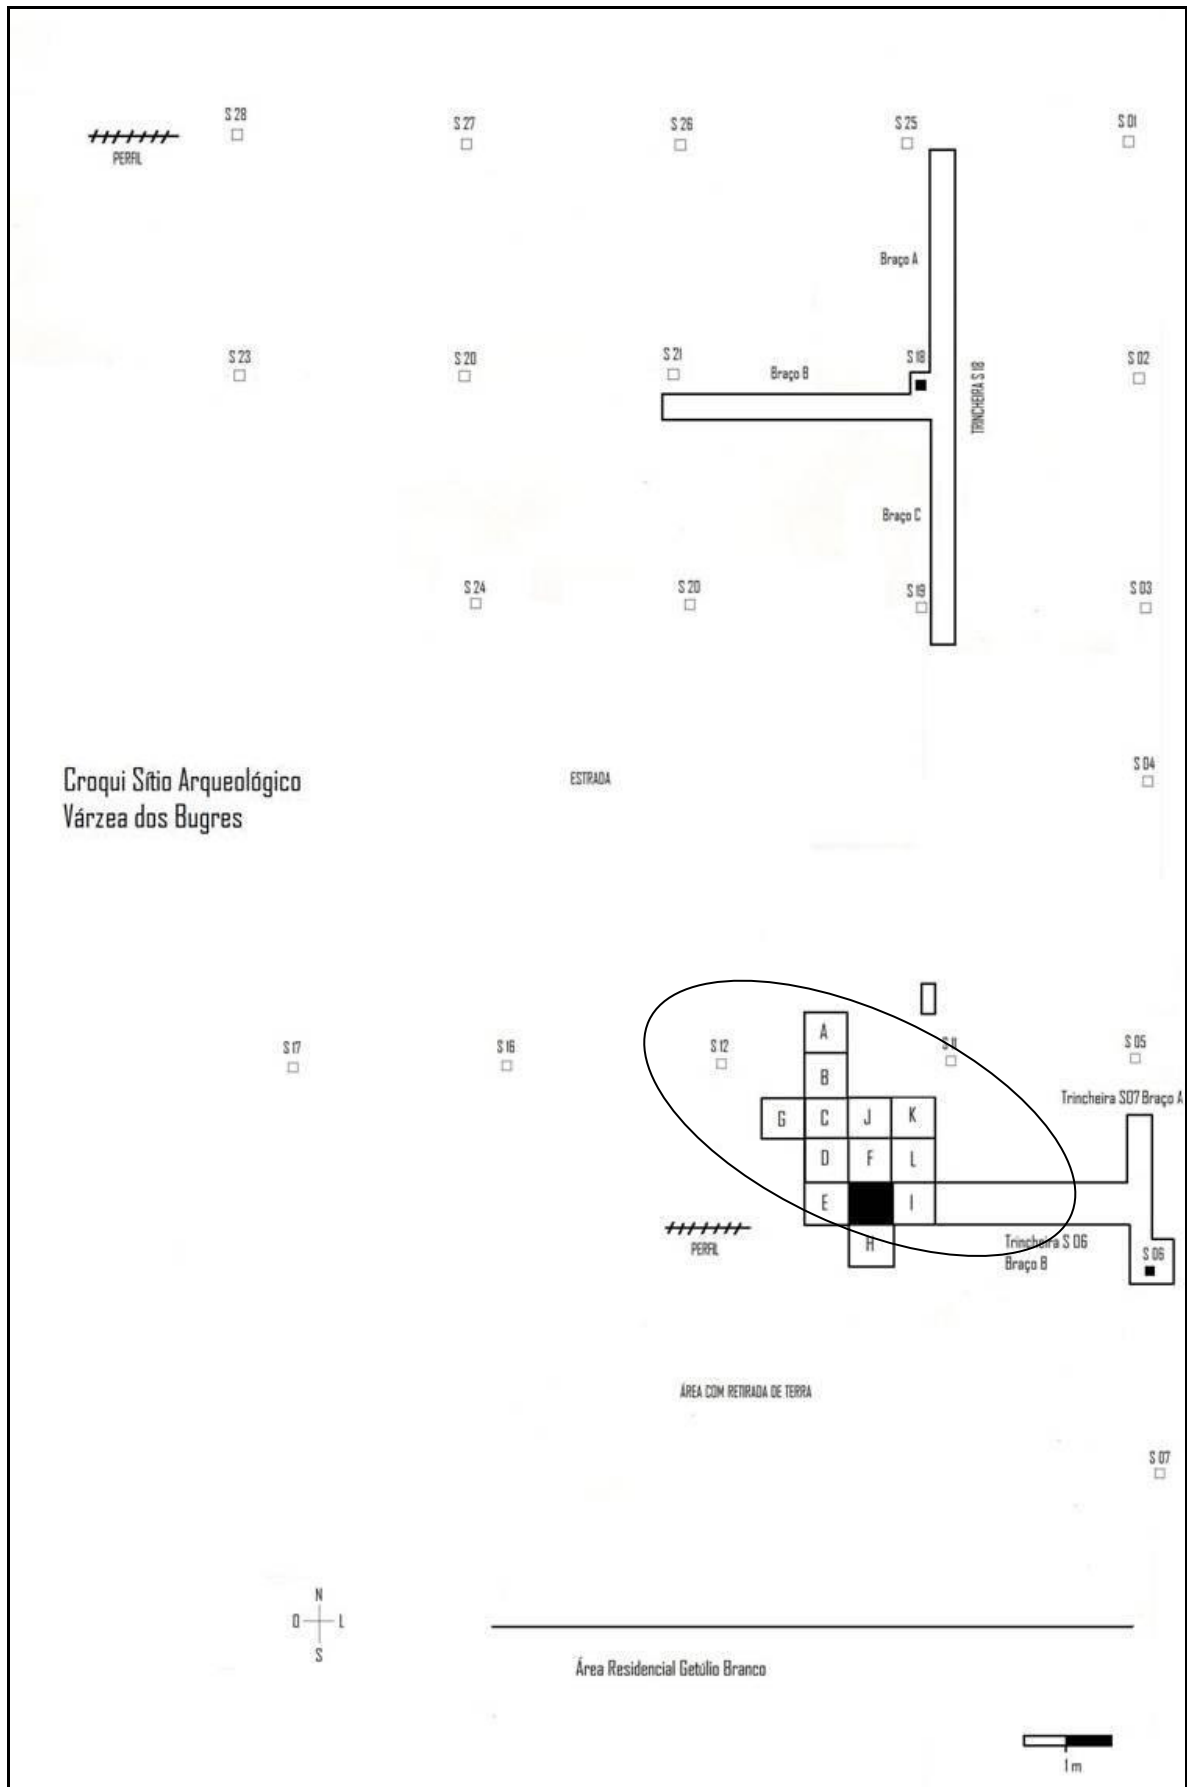 S 28
S 27
S 26
S 25
S 01
PERFIL
Braço A
S 23
S 20
S 21
Braço B
S 18
TRINCHEIRA S 18
S 02
Braço C
S 24
S 20
S 19
S 03
Croqui Sítio Arqueológico
Várzea dos Bugres
ESTRADA
S 04
S 17
S 16
S 12
A
S 11
S 05
B
Trincheira S07 Braço A
G C J K
D F L
E I
PERFIL
H
Trincheira S 06
Braço B
S 06
ÁREA COM RETIRADA DE TERRA
S 07
N
O L
S
Área Residencial Getúlio Branco
1 m